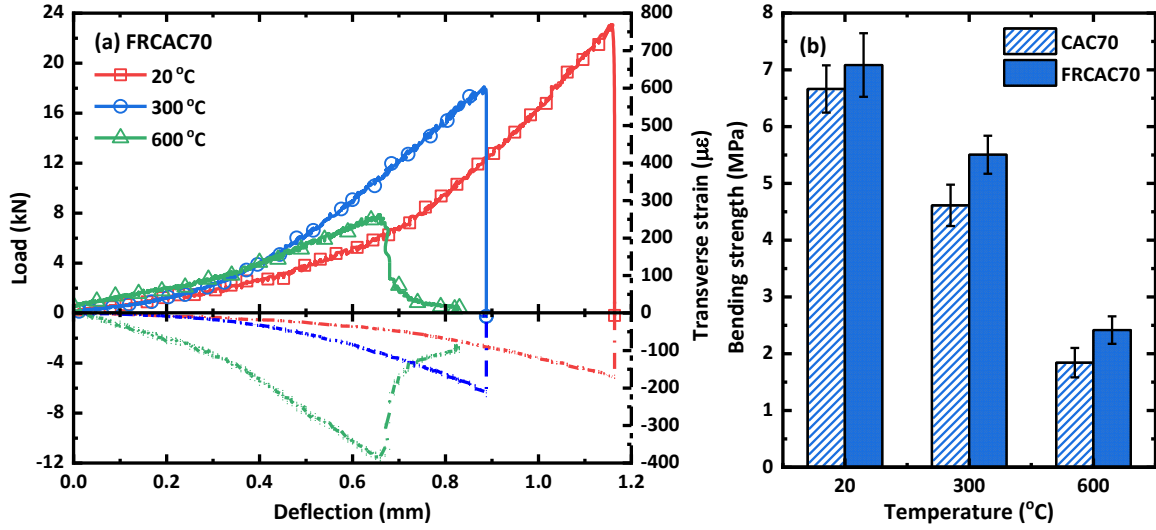 (a) FRCAC70
20 °C
300 °C
600 °C
Load (kN)
24
20
16
12
8
4
0
-4
-8
-12
0.0 0.2 0.4 0.6 0.8 1.0 1.2
Deflection (mm)
800
700
600
500
400
300
200
100
0
-100
-200
-300
-400
Transverse strain (µε)
(b)
CAC70
FRCAC70
Bending strength (MPa)
8
7
6
5
4
3
2
1
0
20 300 600
Temperature (°C)